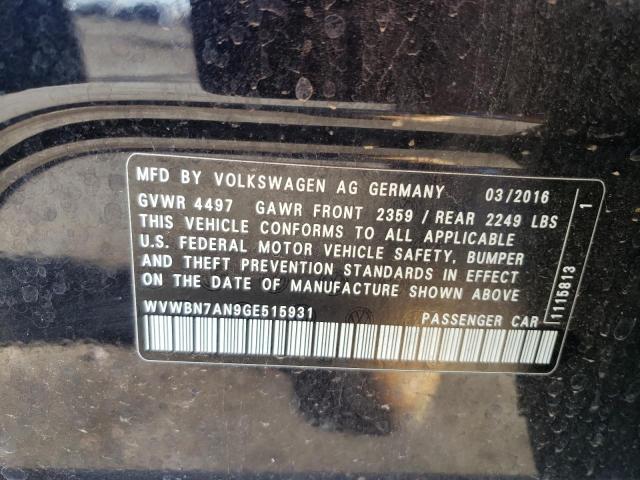 MFD BY VOLKSWAGEN AG GERMANY 03/2016
GVWR 4497 GAWR FRONT 2359 / REAR 2249 LBS
THIS VEHICLE CONFORMS TO ALL APPLICABLE
U.S. FEDERAL MOTOR VEHICLE SAFETY, BUMPER
AND THEFT PREVENTION STANDARDS IN EFFECT
ON THE DATE OF MANUFACTURE SHOWN ABOVE
WVWBN7AN9GE515931 PASSENGER CAR
1115813 1